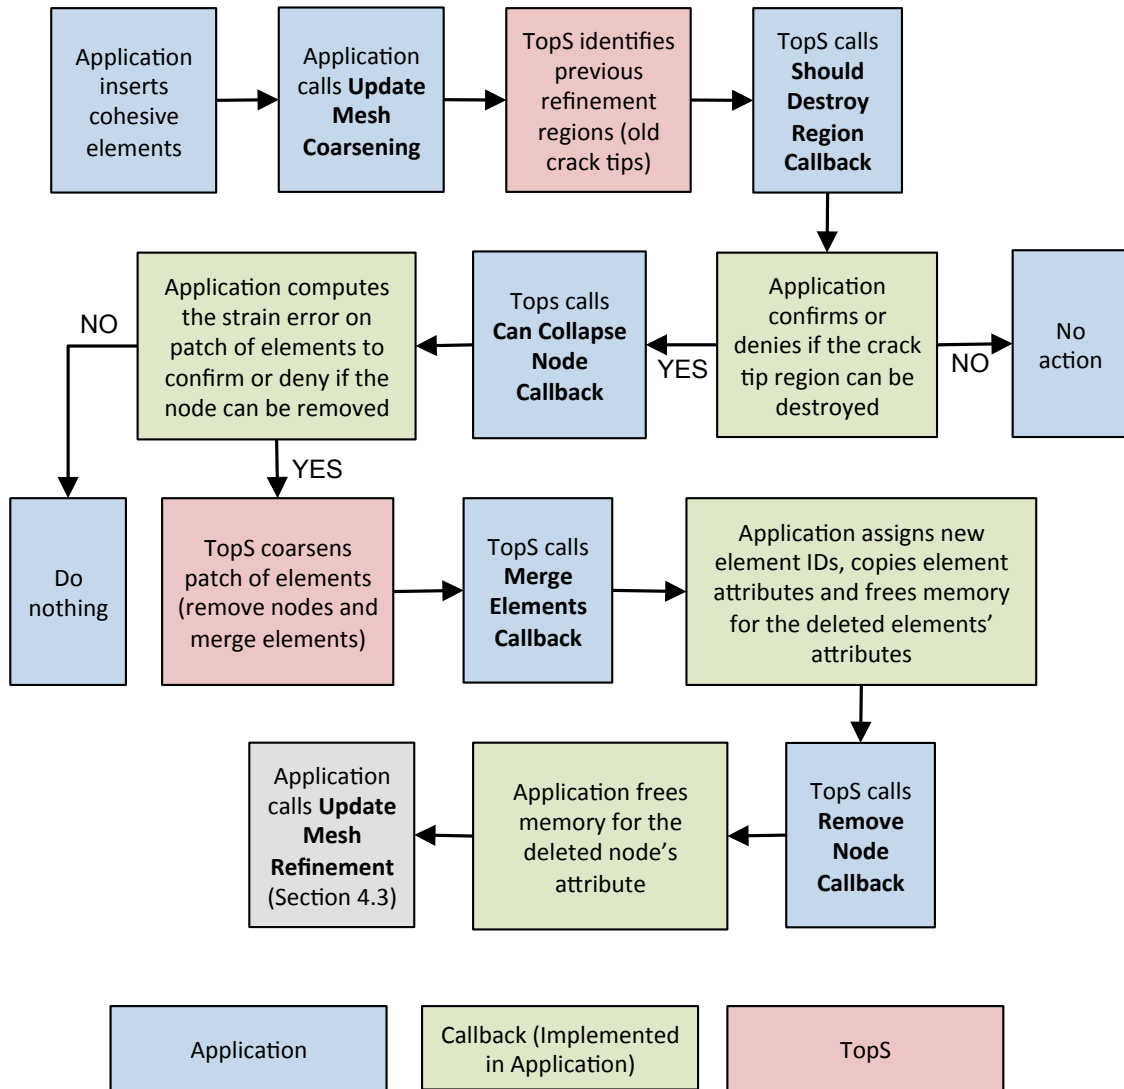 Application
inserts
cohesive
elements
Application
calls Update
Mesh
Coarsening
TopS identifies
previous
refinement
regions (old
crack tips)
TopS calls
Should
Destroy
Region
Callback
Application computes
the strain error on
patch of elements to
confirm or deny if the
node can be removed
Tops calls
Can Collapse
Node
Callback
Application
confirms or
denies if the crack
tip region can be
destroyed
No
action
NO
YES
NO
YES
Do
nothing
TopS coarsens
patch of elements
(remove nodes and
merge elements)
TopS calls
Merge
Elements
Callback
Application assigns new
element IDs, copies element
attributes and frees memory
for the deleted elements’
attributes
Application
calls Update
Mesh
Refinement
(Section 4.3)
Application frees
memory for the
deleted node’s
attribute
TopS calls
Remove
Node
Callback
Application
Callback (Implemented
in Application)
TopS